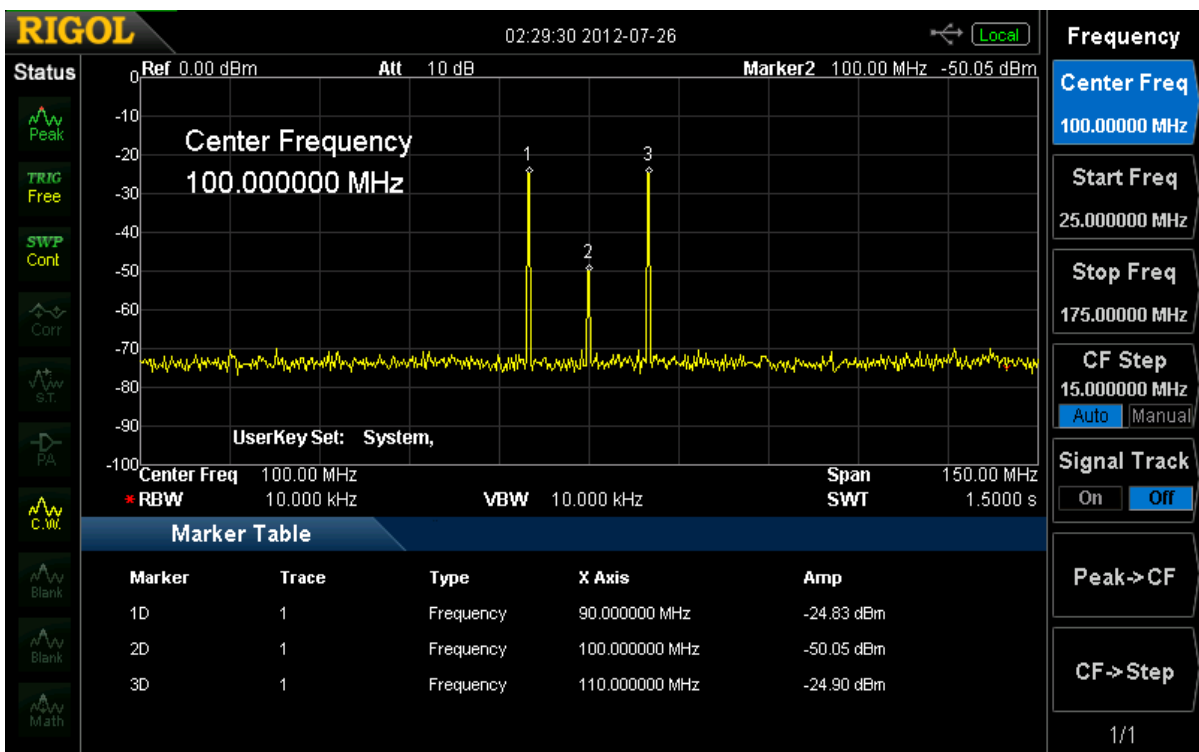 RIGOL
02:29:30 2012-07-26
Local
Status
Peak
TRIG
Free
SWP
Cont
Corr
S.T.
PA
C.W.
Blank
Blank
Math
Ref 0.00 dBm Att 10 dB Marker2 100.00 MHz -50.05 dBm
0
-10
-20
-30
-40
-50
-60
-70
-80
-90
-100
Center Frequency
100.000000 MHz
1
2
3
UserKey Set: System,
Center Freq 100.00 MHz Span 150.00 MHz
* RBW 10.000 kHz VBW 10.000 kHz SWT 1.5000 s
Marker Table
Marker Trace Type X Axis Amp
1D 1 Frequency 90.000000 MHz -24.83 dBm
2D 1 Frequency 100.000000 MHz -50.05 dBm
3D 1 Frequency 110.000000 MHz -24.90 dBm
Frequency
Center Freq
100.00000 MHz
Start Freq
25.000000 MHz
Stop Freq
175.00000 MHz
CF Step
15.000000 MHz
Auto Manual
Signal Track
On Off
Peak->CF
CF->Step
1/1